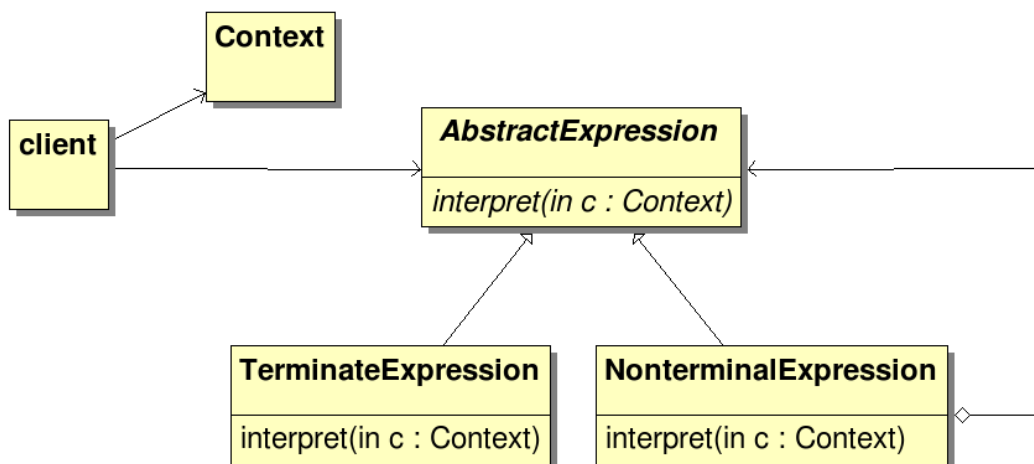 Context
client
AbstractExpression
interpret(in c : Context)
TerminateExpression
interpret(in c : Context)
NonterminalExpression
interpret(in c : Context)